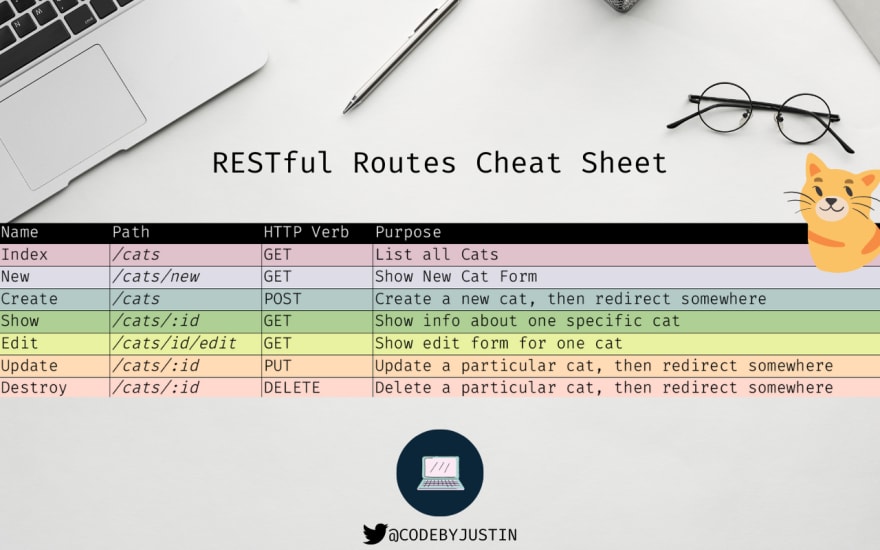 RESTful Routes Cheat Sheet
Name Path HTTP Verb Purpose
Index /cats GET List all Cats
New /cats/new GET Show New Cat Form
Create /cats POST Create a new cat, then redirect somewhere
Show /cats/:id GET Show info about one specific cat
Edit /cats/id/edit GET Show edit form for one cat
Update /cats/:id PUT Update a particular cat, then redirect somewhere
Destroy /cats/:id DELETE Delete a particular cat, then redirect somewhere
@CODEBYJUSTIN